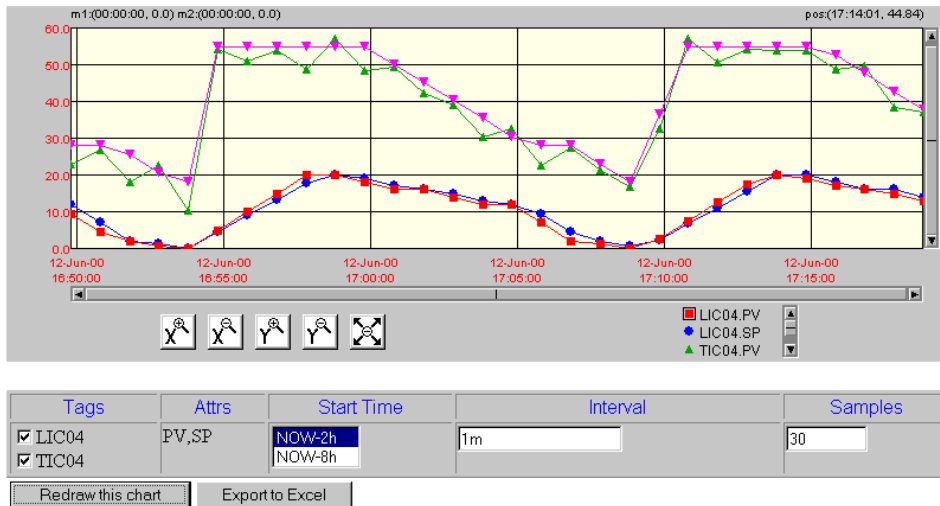 m1:(00:00:00, 0.0) m2:(00:00:00, 0.0) pos:(17:14:01, 44.84)
60.0
50.0
40.0
30.0
20.0
10.0
0.0
12-Jun-00 12-Jun-00 12-Jun-00 12-Jun-00 12-Jun-00 12-Jun-00
16:50:00 16:55:00 17:00:00 17:05:00 17:10:00 17:15:00
X X Y Y
LIC04.PV
LIC04.SP
TIC04.PV
Tags Attrs Start Time Interval Samples
LIC04 PV,SP NOW-2h 1m 30
TIC04 NOW-8h
Redraw this chart Export to Excel